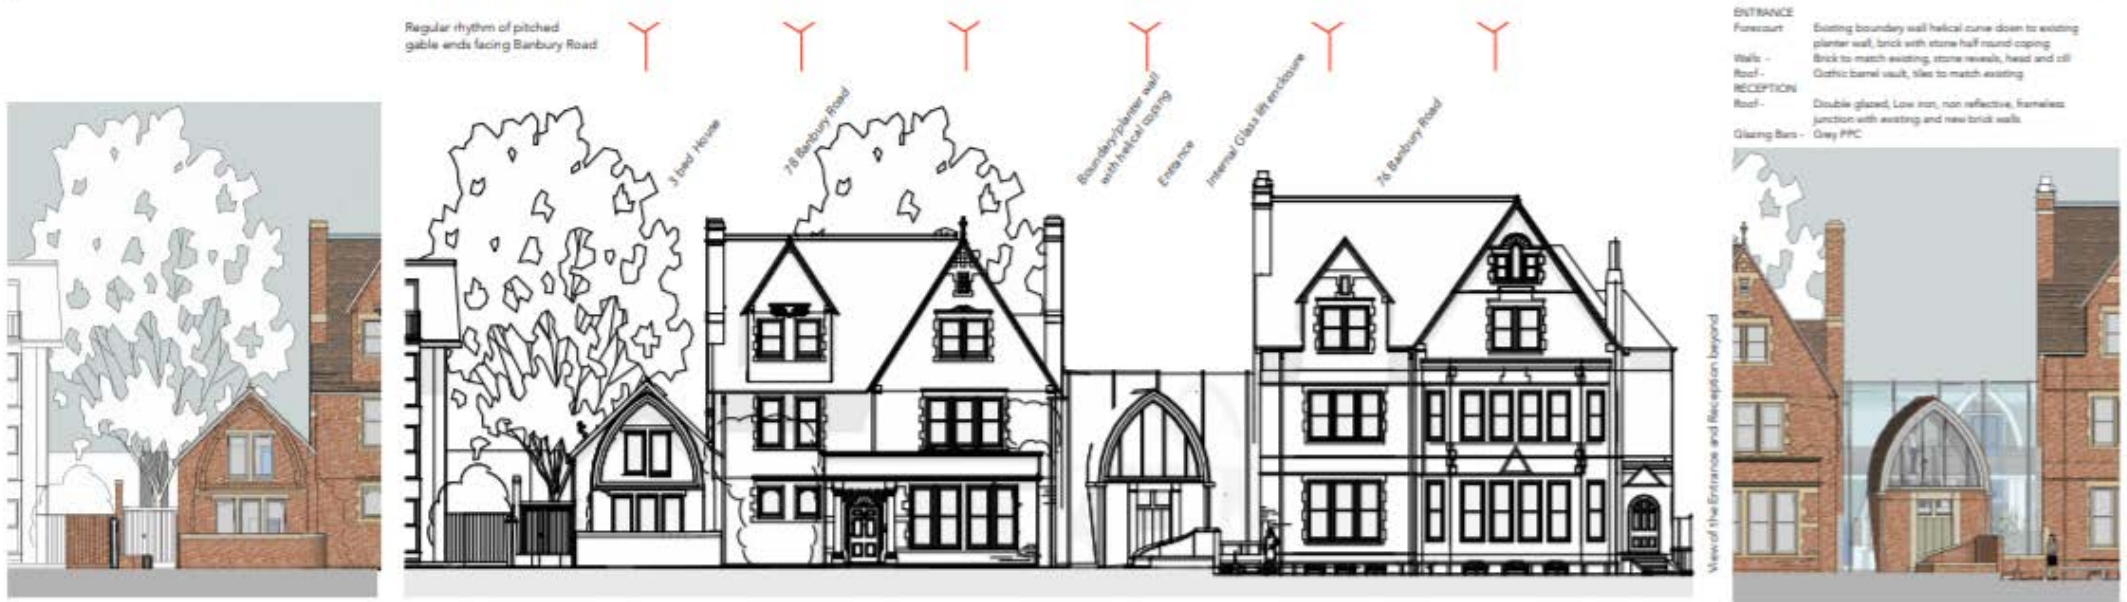 Regular rhythm of pitched
gable ends facing Banbury Road
3 bed House
78 Banbury Road
Boundary/planter wall
with helical coping
Entrance
Internal Glass lift enclosure
76 Banbury Road
View of the Entrance and Reception beyond
ENTRANCE
Forecourt Existing boundary wall helical curve down to existing
planter wall, brick with stone half round coping
Walls - Brick to match existing, stone reveals, head and cill
Roof - Gothic barrel vault, tiles to match existing
RECEPTION
Roof - Double glazed, Low iron, non reflective, frameless
junction with existing and new brick walls
Glazing Bars - Grey PPC